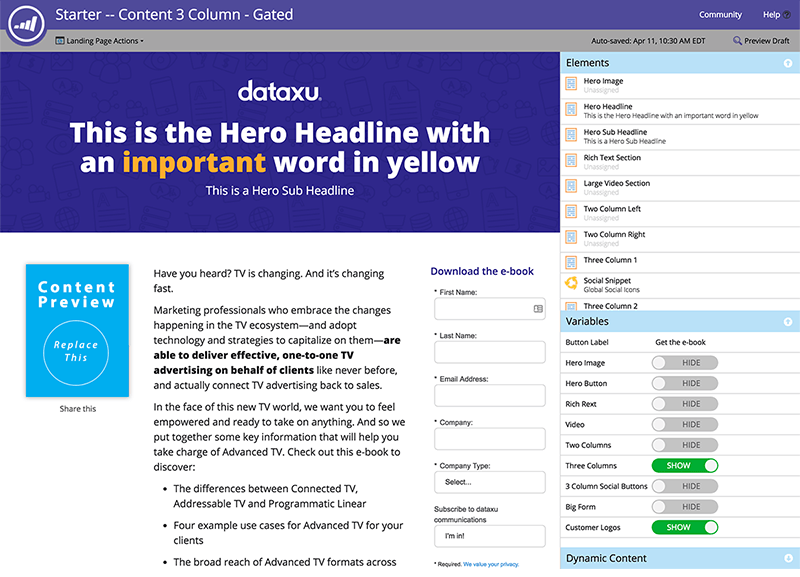 Starter -- Content 3 Column - Gated
Community
Help
Landing Page Actions
Auto-saved: Apr 11, 10:30 AM EDT
Preview Draft
dataxu.
This is the Hero Headline with
an important word in yellow
This is a Hero Sub Headline
Content
Preview
Replace
This
Share this
Have you heard? TV is changing. And it's changing
fast.
Marketing professionals who embrace the changes
happening in the TV ecosystem—and adopt
technology and strategies to capitalize on them—are
able to deliver effective, one-to-one TV
advertising on behalf of clients like never before,
and actually connect TV advertising back to sales.
In the face of this new TV world, we want you to feel
empowered and ready to take on anything. And so we
put together some key information that will help you
take charge of Advanced TV. Check out this e-book to
discover:
• The differences between Connected TV,
Addressable TV and Programmatic Linear
• Four example use cases for Advanced TV for your
clients
• The broad reach of Advanced TV formats across
Download the e-book
* First Name:
* Last Name:
* Email Address:
* Company:
* Company Type:
Select...
Subscribe to dataxu
communications
I'm in!
* Required. We value your privacy.
Elements
Hero Image
Unassigned
Hero Headline
This is the Hero Headline with an important word in yellow
Hero Sub Headline
This is a Hero Sub Headline
Rich Text Section
Unassigned
Large Video Section
Unassigned
Two Column Left
Unassigned
Two Column Right
Unassigned
Three Column 1
Social Snippet
Global Social Icons
Three Column 2
Variables
Button Label Get the e-book
Hero Image HIDE
Hero Button HIDE
Rich Rext HIDE
Video HIDE
Two Columns HIDE
Three Columns SHOW
3 Column Social Buttons HIDE
Big Form HIDE
Customer Logos SHOW
Dynamic Content